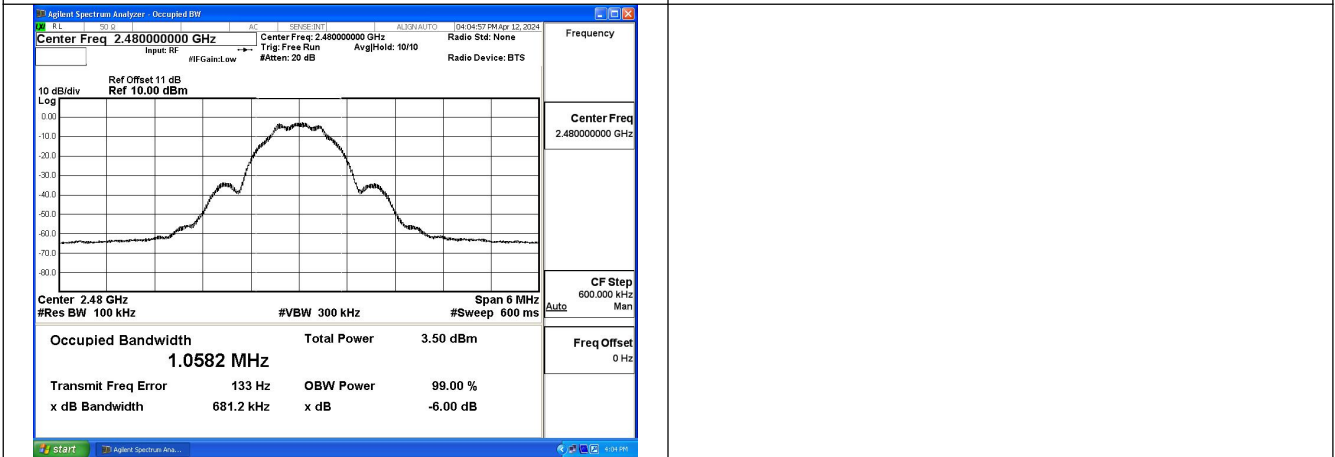 Agilent Spectrum Analyzer - Occupied BW
RL 50 Ω AC SENSE:INT ALIGN AUTO 04:04:57 PM Apr 12, 2024
Center Freq 2.480000000 GHz
Input: RF
#IFGain:Low
Center Freq: 2.480000000 GHz
Trig: Free Run Avg|Hold: 10/10
#Atten: 20 dB
Radio Std: None
Radio Device: BTS
Ref Offset 11 dB
10 dB/div Ref 10.00 dBm
Log
0.00
-10.0
-20.0
-30.0
-40.0
-50.0
-60.0
-70.0
-80.0
Center 2.48 GHz Span 6 MHz
#Res BW 100 kHz #VBW 300 kHz #Sweep 600 ms
Occupied Bandwidth Total Power 3.50 dBm
1.0582 MHz
Transmit Freq Error 133 Hz OBW Power 99.00 %
x dB Bandwidth 681.2 kHz x dB -6.00 dB
Frequency
Center Freq
2.480000000 GHz
CF Step
600.000 kHz
Auto Man
Freq Offset
0 Hz
start Agilent Spectrum Ana... 4:04 PM